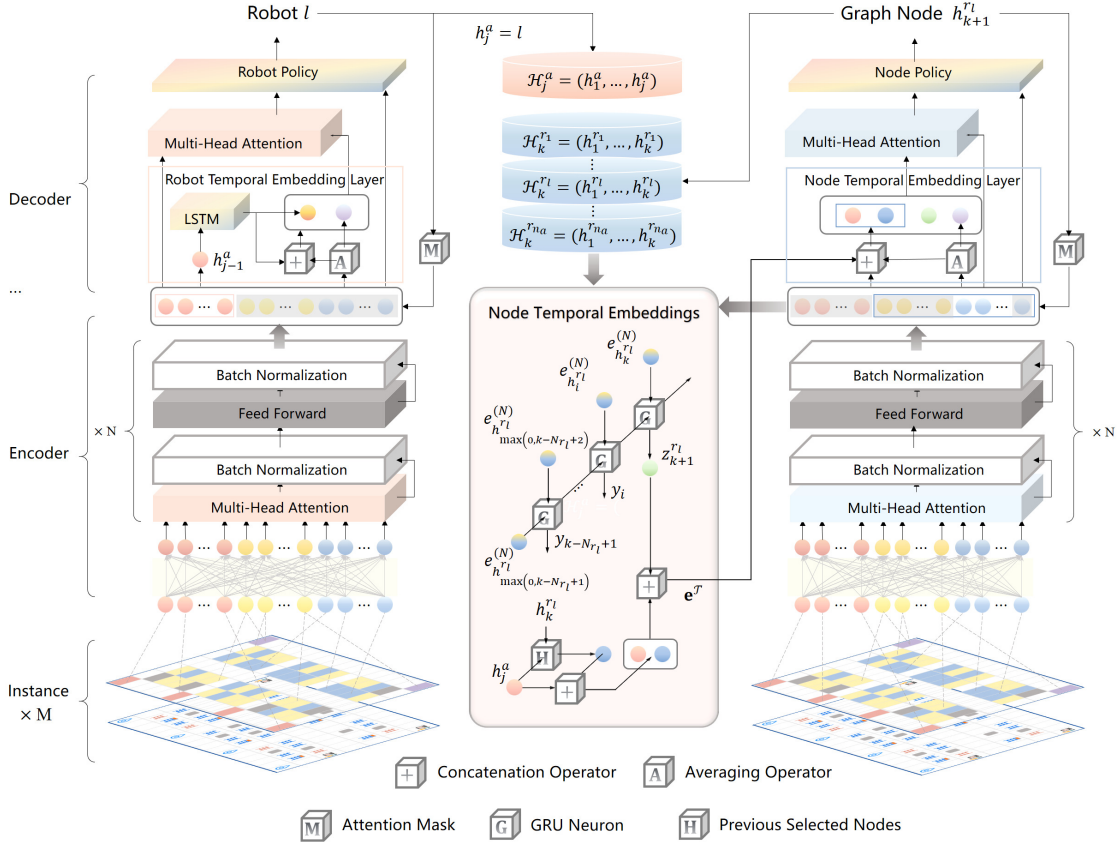 Robot l
h_j^a = l
Graph Node h_{k+1}^{r_l}
Robot Policy
ℋ_j^a = (h_1^a, …, h_j^a)
Node Policy
Multi-Head Attention
ℋ_k^{r_1} = (h_1^{r_1}, …, h_k^{r_1})
⋮ ⋮
Multi-Head Attention
Decoder
Robot Temporal Embedding Layer
ℋ_k^{r_l} = (h_1^{r_l}, …, h_k^{r_l})
⋮ ⋮
Node Temporal Embedding Layer
LSTM
ℋ_k^{r_{n_a}} = (h_1^{r_{n_a}}, …, h_k^{r_{n_a}})
h_{j-1}^a
+
A
M
+
A
M
...
... ... ...
... ... ...
Node Temporal Embeddings
Batch Normalization
Feed Forward
× N
Encoder
Batch Normalization
Multi-Head Attention
... ... ...
... ... ...
e_{h_k^{r_l}}^{(N)}
e_{h_i^{r_l}}^{(N)}
G
e_{h^{r_l}_{max(0,k−N_{r_l}+2)}}^{(N)}
z_{k+1}^{r_l}
G
y_i
...
G
y_{k−N_{r_l}+1}
e_{h^{r_l}_{max(0,k−N_{r_l}+1)}}^{(N)}
+
e^𝒯
h_k^{r_l}
H
h_j^a
+
Batch Normalization
Feed Forward
× N
Batch Normalization
Multi-Head Attention
... ... ...
... ... ...
Instance
× M
+ Concatenation Operator
A Averaging Operator
M Attention Mask
G GRU Neuron
H Previous Selected Nodes